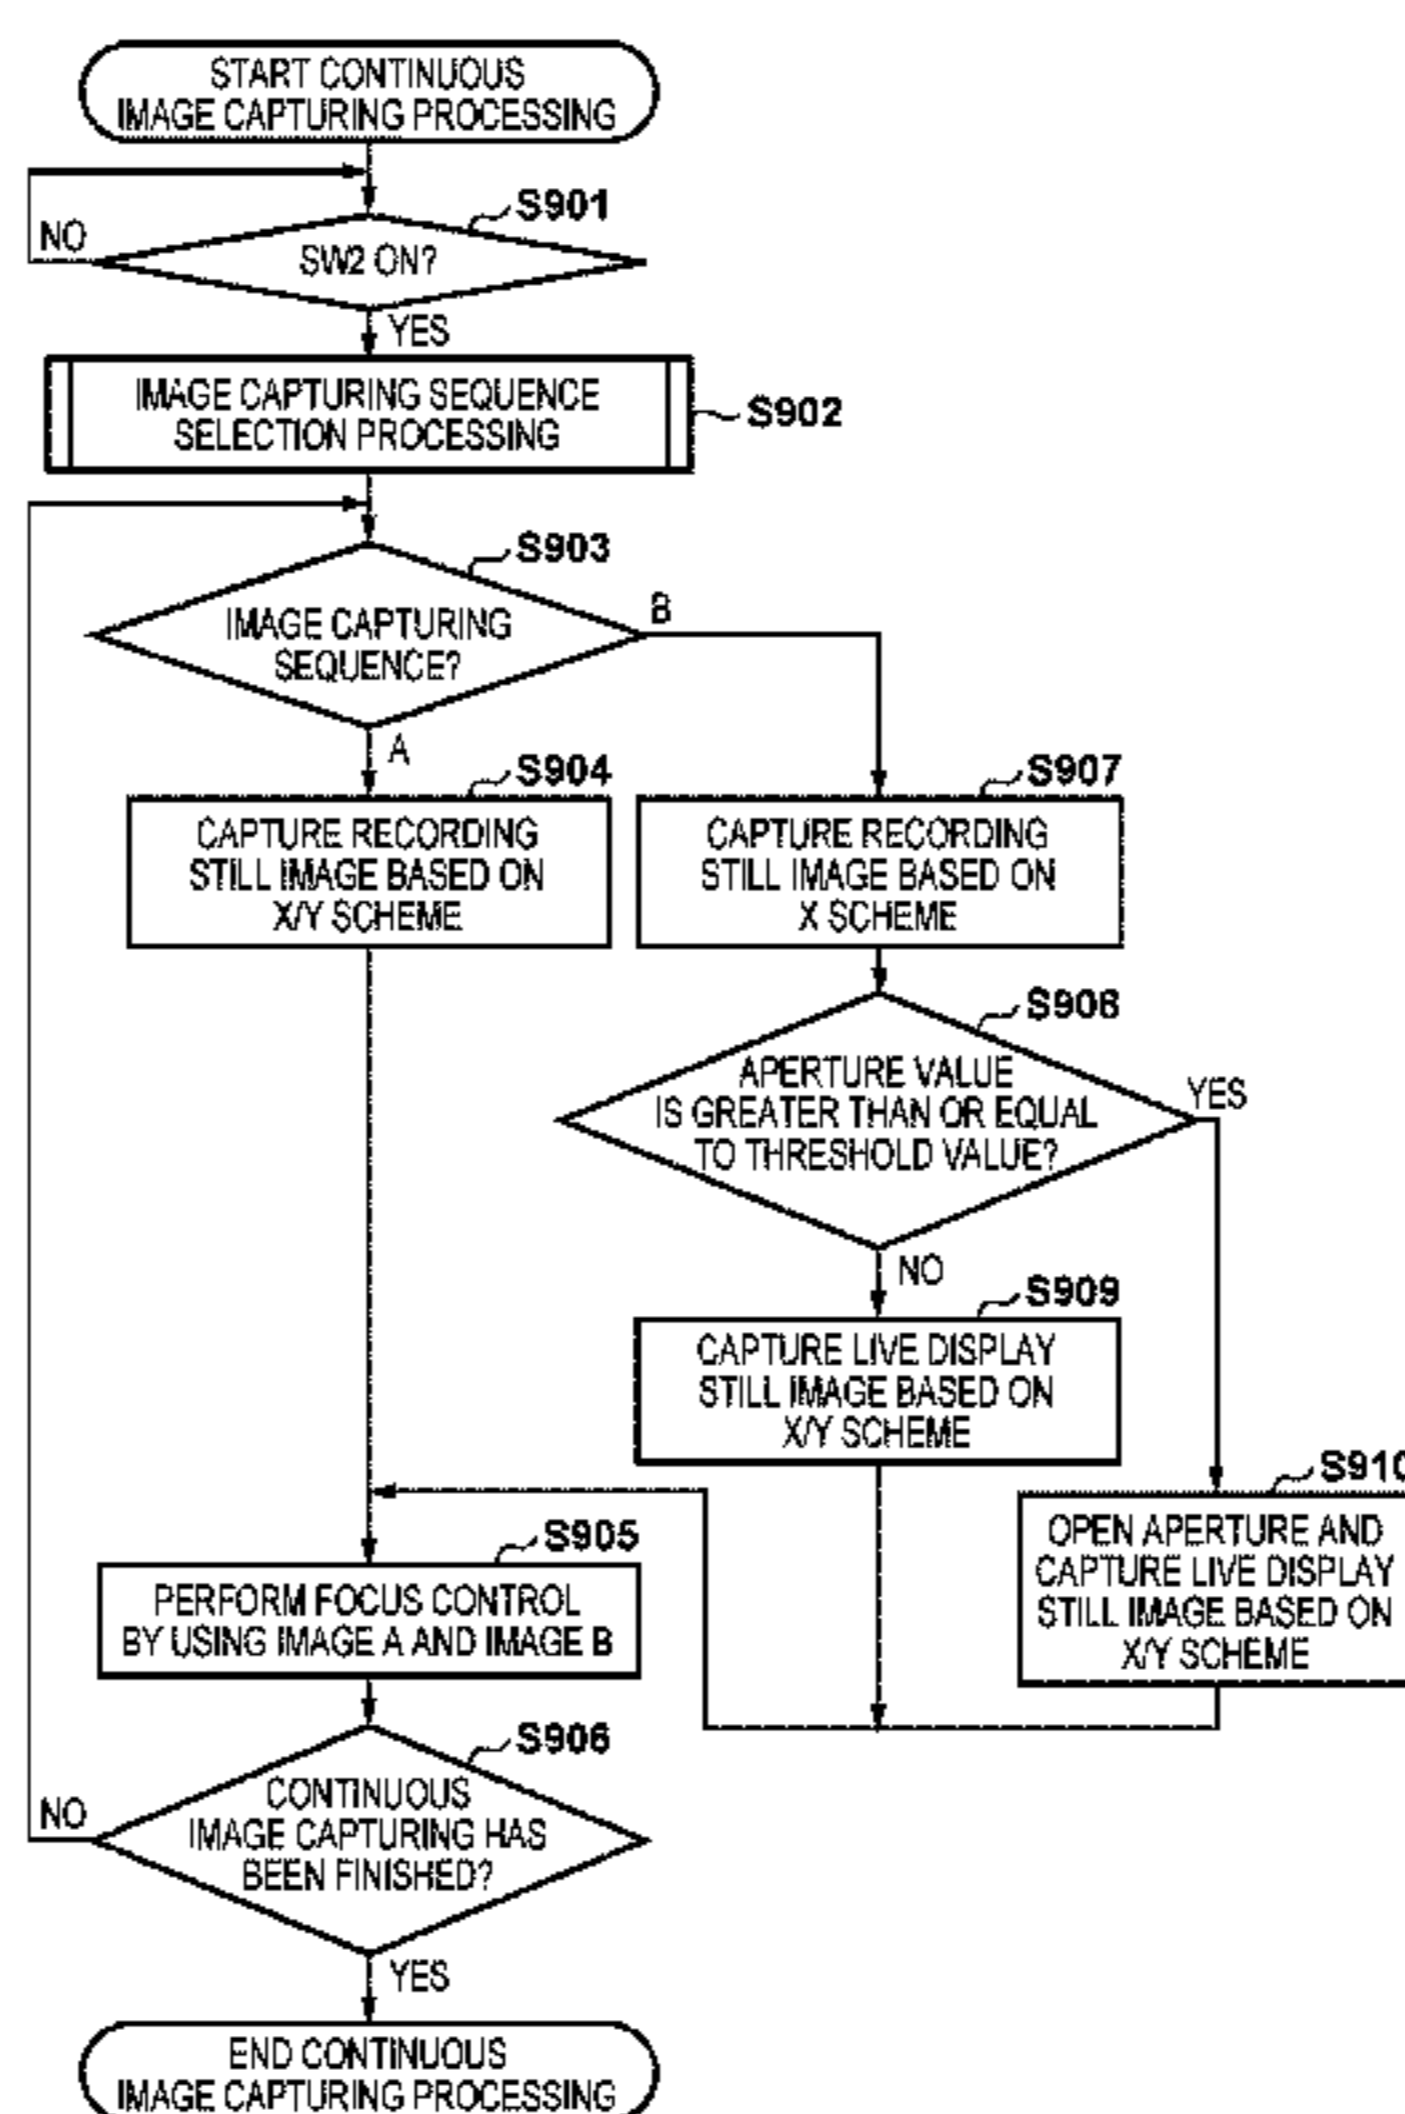 START CONTINUOUS
IMAGE CAPTURING PROCESSING
S901
NO
SW2 ON?
YES
IMAGE CAPTURING SEQUENCE
SELECTION PROCESSING
S902
S903
IMAGE CAPTURING
SEQUENCE?
B
A
S904
CAPTURE RECORDING
STILL IMAGE BASED ON
X/Y SCHEME
S907
CAPTURE RECORDING
STILL IMAGE BASED ON
X SCHEME
S908
APERTURE VALUE
IS GREATER THAN OR EQUAL
TO THRESHOLD VALUE?
YES
NO
S909
CAPTURE LIVE DISPLAY
STILL IMAGE BASED ON
X/Y SCHEME
S910
OPEN APERTURE AND
CAPTURE LIVE DISPLAY
STILL IMAGE BASED ON
X/Y SCHEME
S905
PERFORM FOCUS CONTROL
BY USING IMAGE A AND IMAGE B
S906
CONTINUOUS
IMAGE CAPTURING HAS
BEEN FINISHED?
NO
YES
END CONTINUOUS
IMAGE CAPTURING PROCESSING